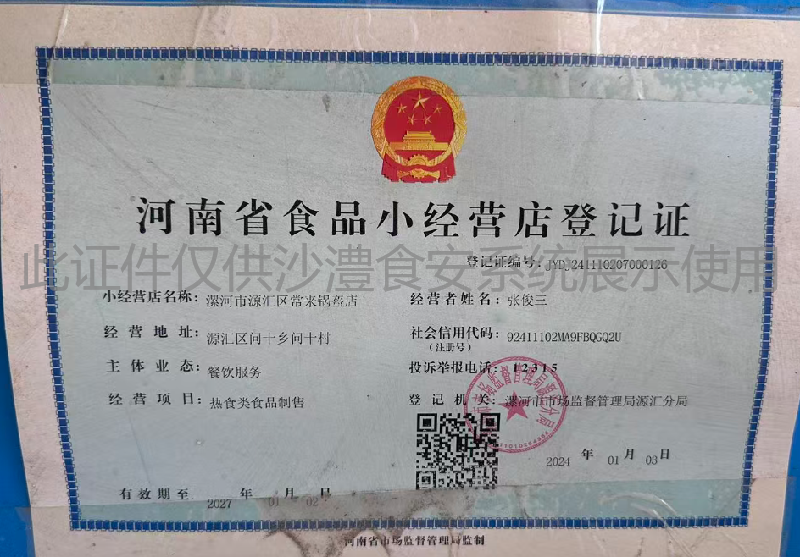 河南省食品小经营店登记证
此证件仅供沙澧食安系统展示使用
登记证编号: JYDJ24111020700012​6
小经营店名称: 漯河市源汇区常来锅盔店
经营者姓名: 张俊三
经营地址: 源汇区问十乡问十村
社会信用代码: 92411102MA9FBQGQ2U
(注册号)
主体业态: 餐饮服务
投诉举报电话: 12315
经营项目: 热食类食品制售
登记机关: 漯河市市场监督管理局源汇分局
2024 年 01 月 03 日
有效期至 2027 年 01 月 02 日
河南省市场监督管理局监制